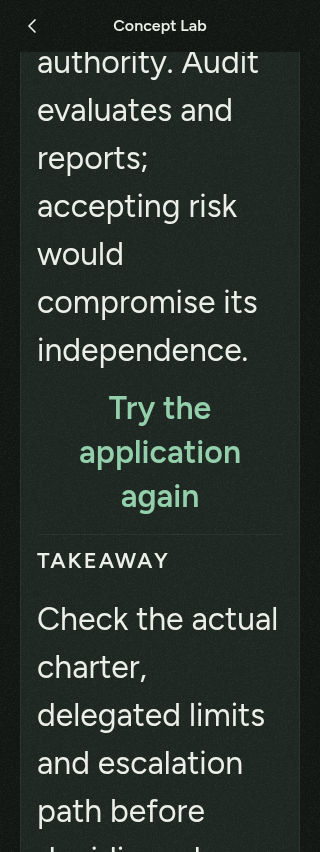 Concept Lab
authority. Audit
evaluates and
reports;
accepting risk
would
compromise its
independence.
Try the
application
again
TAKEAWAY
Check the actual
charter,
delegated limits
and escalation
path before